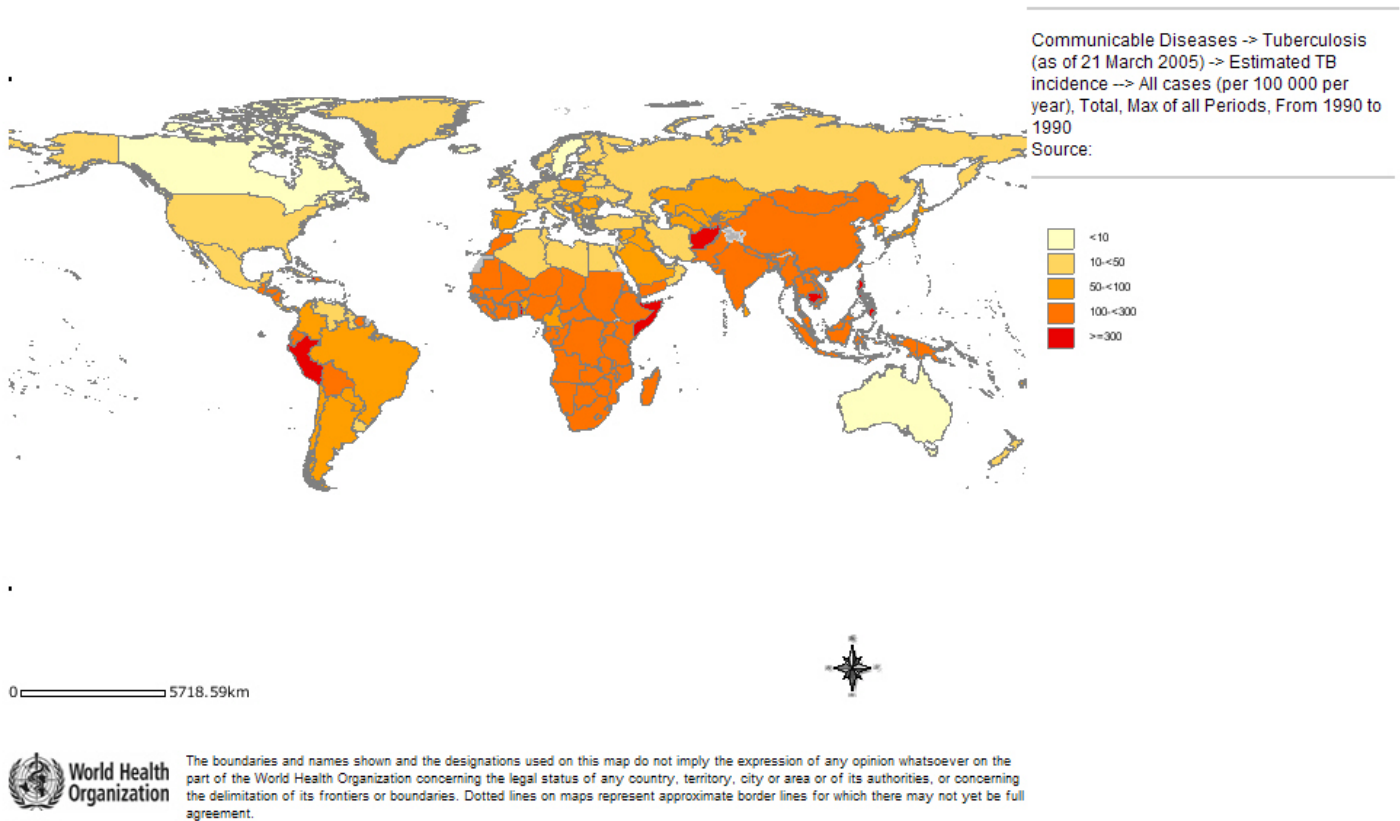 Communicable Diseases -> Tuberculosis
(as of 21 March 2005) -> Estimated TB
incidence --> All cases (per 100 000 per
year), Total, Max of all Periods, From 1990 to
1990
Source:
<10
10-<50
50-<100
100-<300
>=300
0
5718.59km
World Health
Organization
The boundaries and names shown and the designations used on this map do not imply the expression of any opinion whatsoever on the
part of the World Health Organization concerning the legal status of any country, territory, city or area or of its authorities, or concerning
the delimitation of its frontiers or boundaries. Dotted lines on maps represent approximate border lines for which there may not yet be full
agreement.